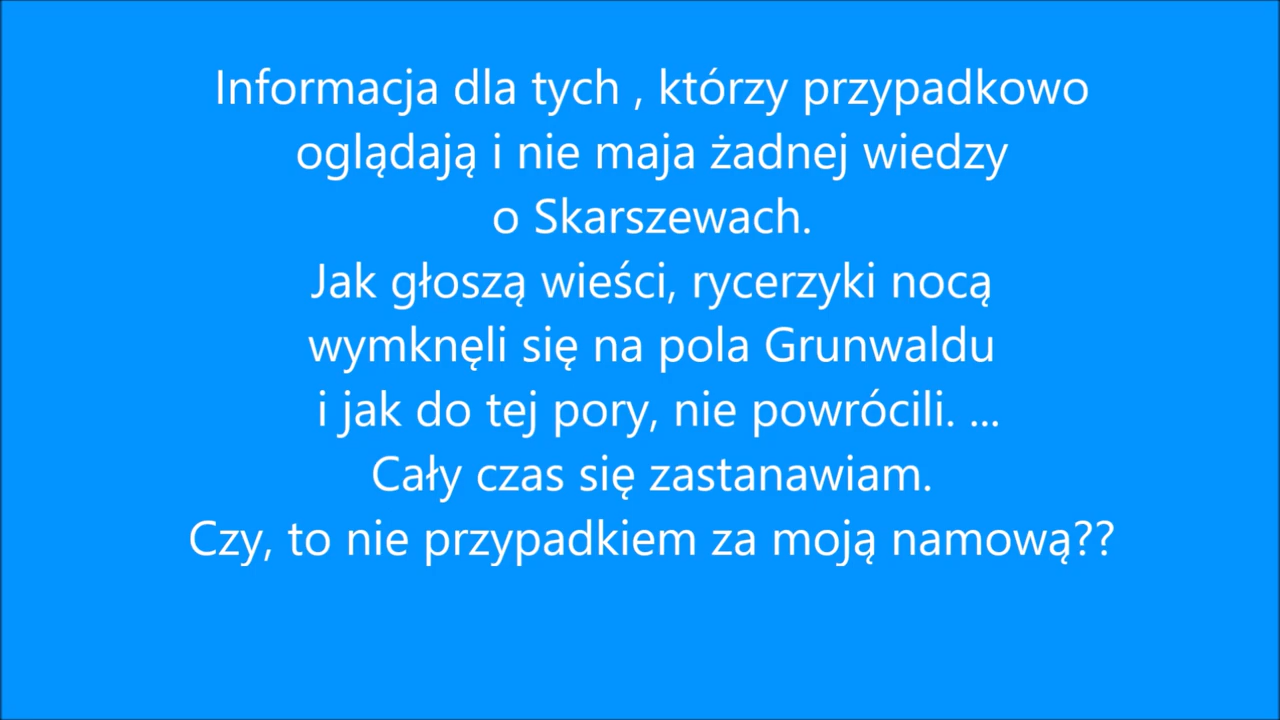 Informacja dla tych , którzy przypadkowo
oglądają i nie maja żadnej wiedzy
o Skarszewach.
Jak głoszą wieści, rycerzyki nocą
wymknęli się na pola Grunwaldu
i jak do tej pory, nie powrócili. ...
Cały czas się zastanawiam.
Czy, to nie przypadkiem za moją namową??